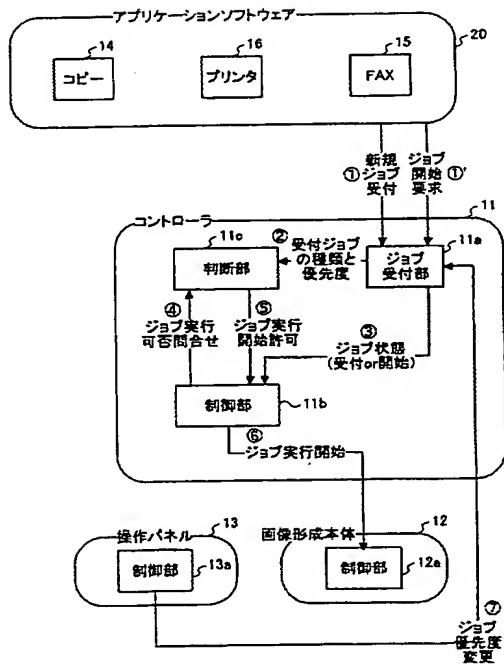 アプリケーションソフトウェア
20
14
コピー
16
プリンタ
15
FAX
① 新規ジョブ受付
ジョブ開始要求 ①'
コントローラ
11
11c
判断部
② 受付ジョブの種類と優先度
11a
ジョブ受付部
④ ジョブ実行可否問合せ
⑤ ジョブ実行開始許可
③ ジョブ状態
(受付or開始)
制御部
11b
⑥ ジョブ実行開始
操作パネル
13
制御部
13a
画像形成本体
12
制御部
12a
⑦ ジョブ優先度変更